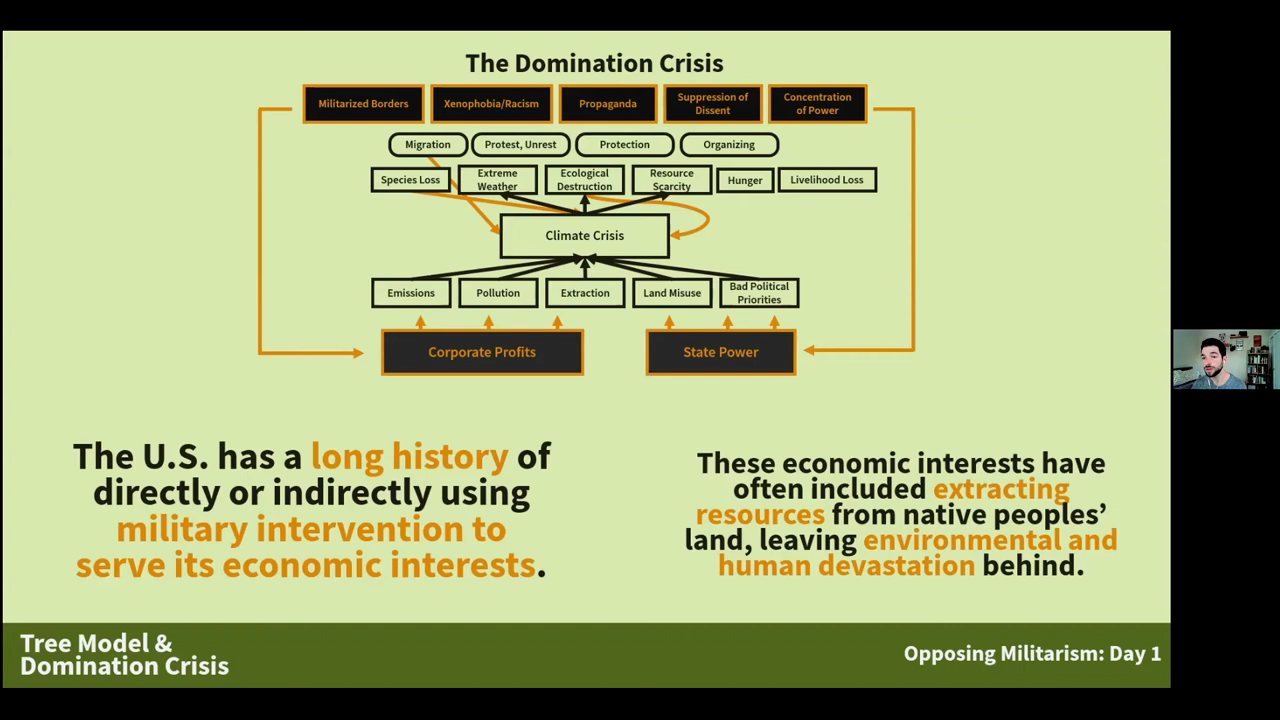 The Domination Crisis
Militarized Borders
Xenophobia/Racism
Propaganda
Suppression of
Dissent
Concentration
of Power
Migration
Protest, Unrest
Protection
Organizing
Species Loss
Extreme
Weather
Ecological
Destruction
Resource
Scarcity
Hunger
Livelihood Loss
Climate Crisis
Emissions
Pollution
Extraction
Land Misuse
Bad Political
Priorities
Corporate Profits
State Power
The U.S. has a long history of
directly or indirectly using
military intervention to
serve its economic interests.
These economic interests have
often included extracting
resources from native peoples’
land, leaving environmental and
human devastation behind.
Tree Model &
Domination Crisis
Opposing Militarism: Day 1